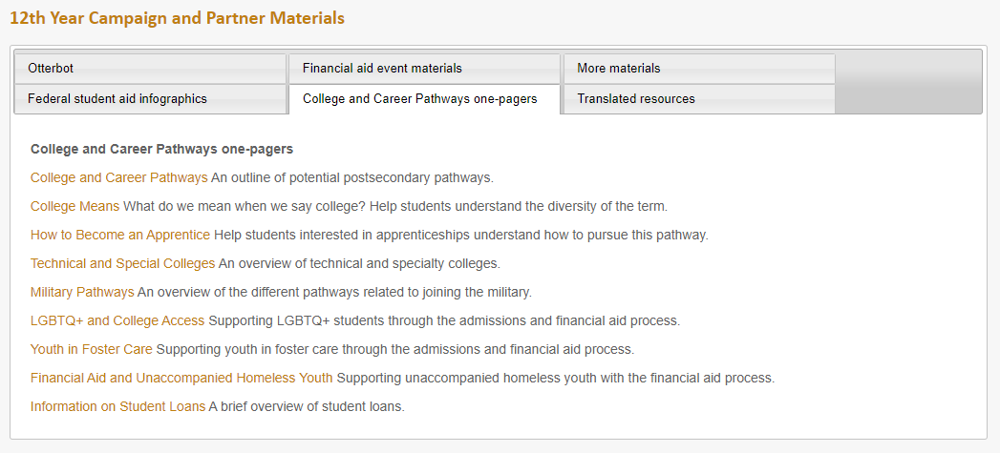 12th Year Campaign and Partner Materials
Otterbot
Financial aid event materials
More materials
Federal student aid infographics
College and Career Pathways one-pagers
Translated resources
College and Career Pathways one-pagers
College and Career Pathways An outline of potential postsecondary pathways.
College Means What do we mean when we say college? Help students understand the diversity of the term.
How to Become an Apprentice Help students interested in apprenticeships understand how to pursue this pathway.
Technical and Special Colleges An overview of technical and specialty colleges.
Military Pathways An overview of the different pathways related to joining the military.
LGBTQ+ and College Access Supporting LGBTQ+ students through the admissions and financial aid process.
Youth in Foster Care Supporting youth in foster care through the admissions and financial aid process.
Financial Aid and Unaccompanied Homeless Youth Supporting unaccompanied homeless youth with the financial aid process.
Information on Student Loans A brief overview of student loans.